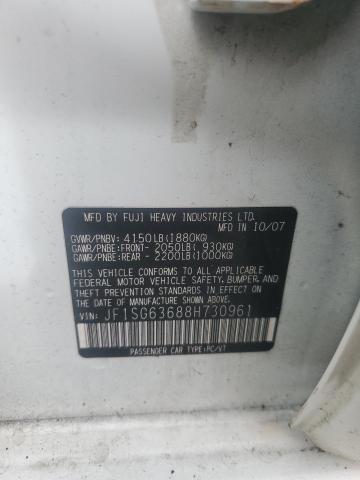 MFD BY FUJI HEAVY INDUSTRIES LTD.
MFD IN 10/07
GVWR/PNBV: 4150LB(1880KG)
GAWR/PNBE:FRONT- 2050LB( 930KG)
GAWR/PNBE:REAR - 2200LB(1000KG)
THIS VEHICLE CONFORMS TO ALL APPLICABLE
FEDERAL MOTOR VEHICLE SAFETY, BUMPER, AND
THEFT PREVENTION STANDARDS IN EFFECT ON THE
DATE OF MANUFACTURE SHOWN ABOVE.
VIN: JF1SG63688H730961
PASSENGER CAR TYPE:PC/VT